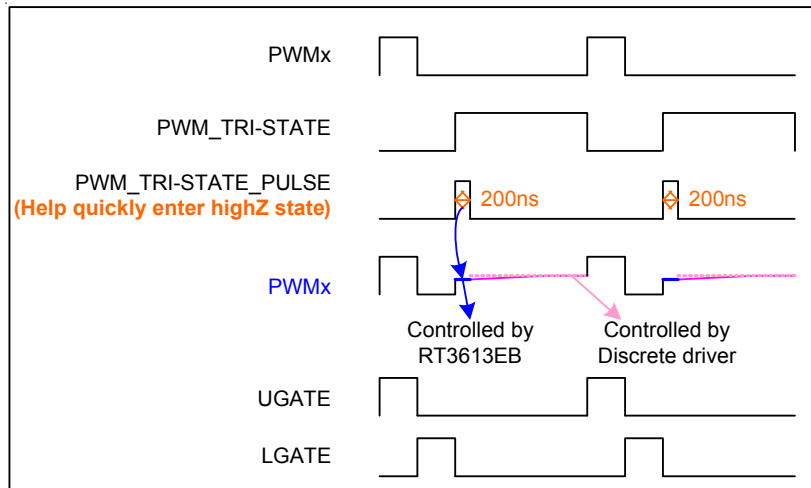 PWMx
PWM_TRI-STATE
PWM_TRI-STATE_PULSE
(Help quickly enter highZ state)
200ns
200ns
PWMx
Controlled by
RT3613EB
Controlled by
Discrete driver
UGATE
LGATE